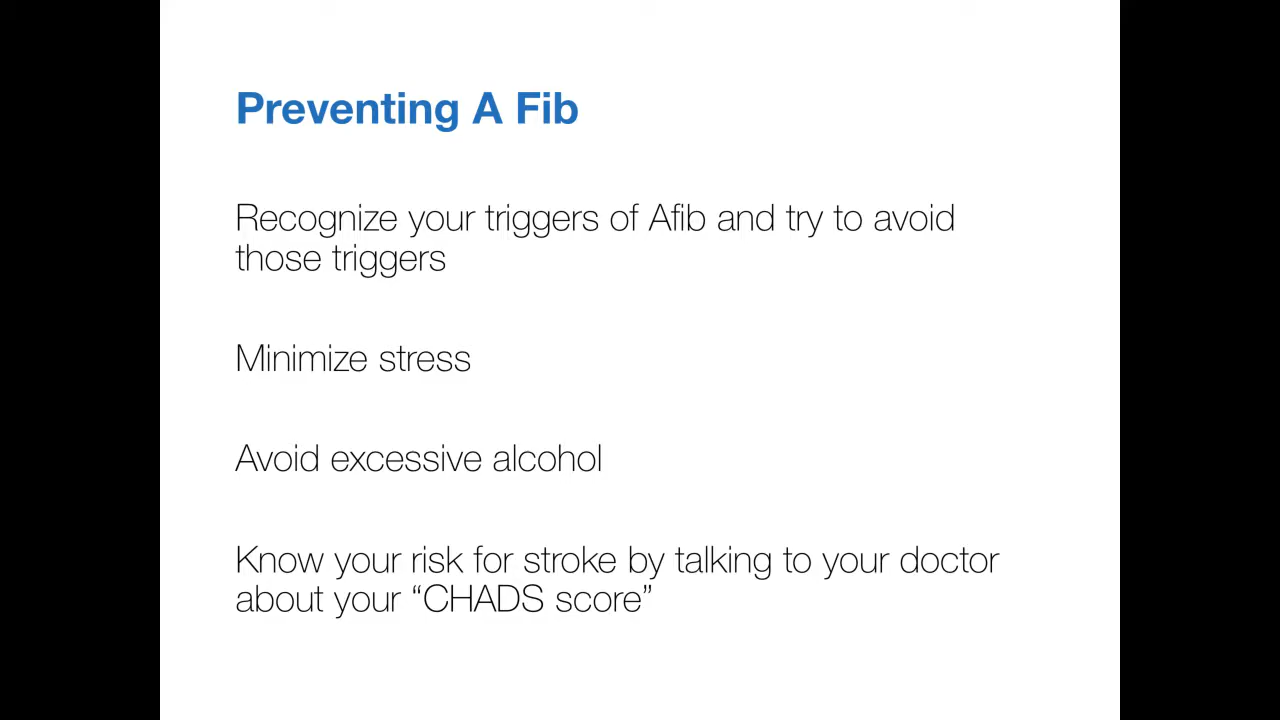 Preventing A Fib
Recognize your triggers of Afib and try to avoid
those triggers
Minimize stress
Avoid excessive alcohol
Know your risk for stroke by talking to your doctor
about your “CHADS score”